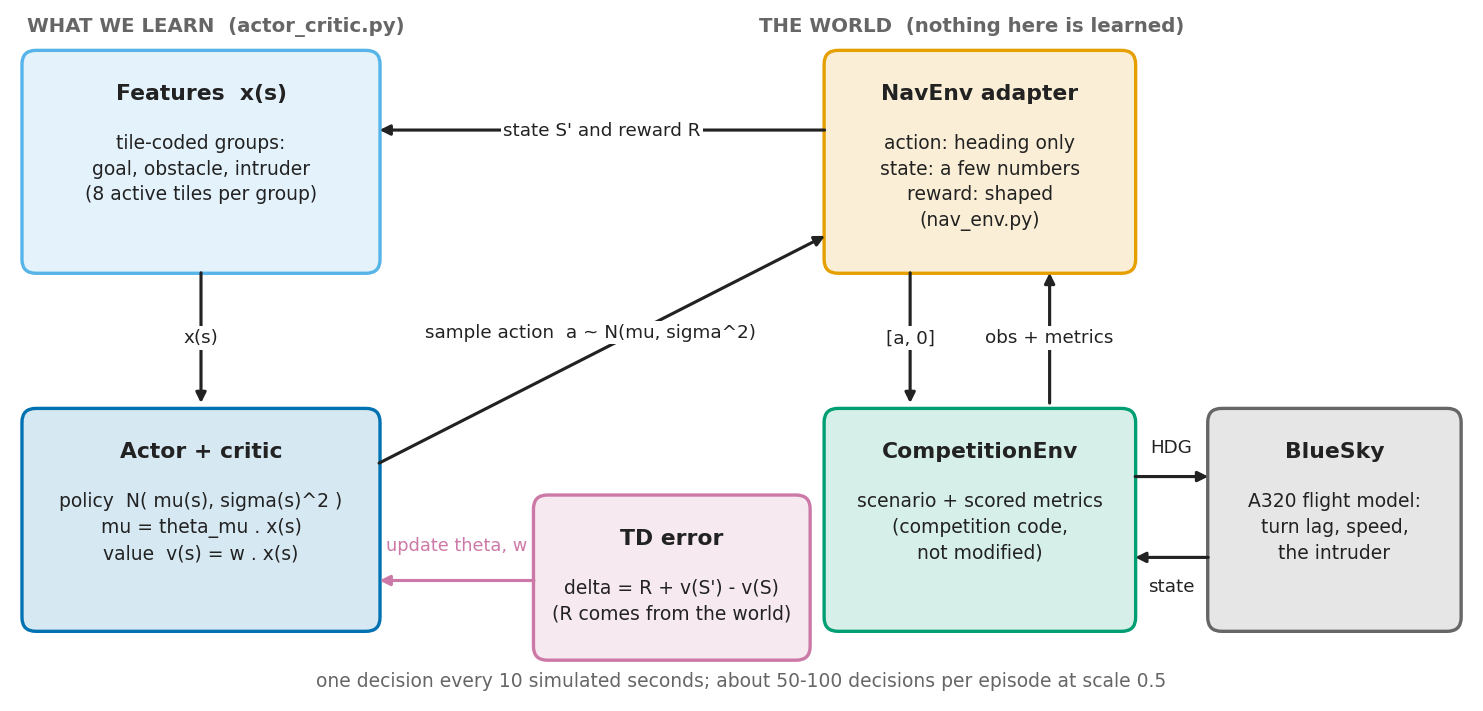 WHAT WE LEARN  (actor_critic.py)
THE WORLD  (nothing here is learned)
Features  x(s)
tile-coded groups:
goal, obstacle, intruder
(8 active tiles per group)
state S' and reward R
NavEnv adapter
action: heading only
state: a few numbers
reward: shaped
(nav_env.py)
x(s)
sample action  a ~ N(mu, sigma^2)
[a, 0]
obs + metrics
Actor + critic
policy  N( mu(s), sigma(s)^2 )
mu = theta_mu . x(s)
value  v(s) = w . x(s)
update theta, w
TD error
delta = R + v(S') - v(S)
(R comes from the world)
CompetitionEnv
scenario + scored metrics
(competition code,
not modified)
HDG
state
BlueSky
A320 flight model:
turn lag, speed,
the intruder
one decision every 10 simulated seconds; about 50-100 decisions per episode at scale 0.5